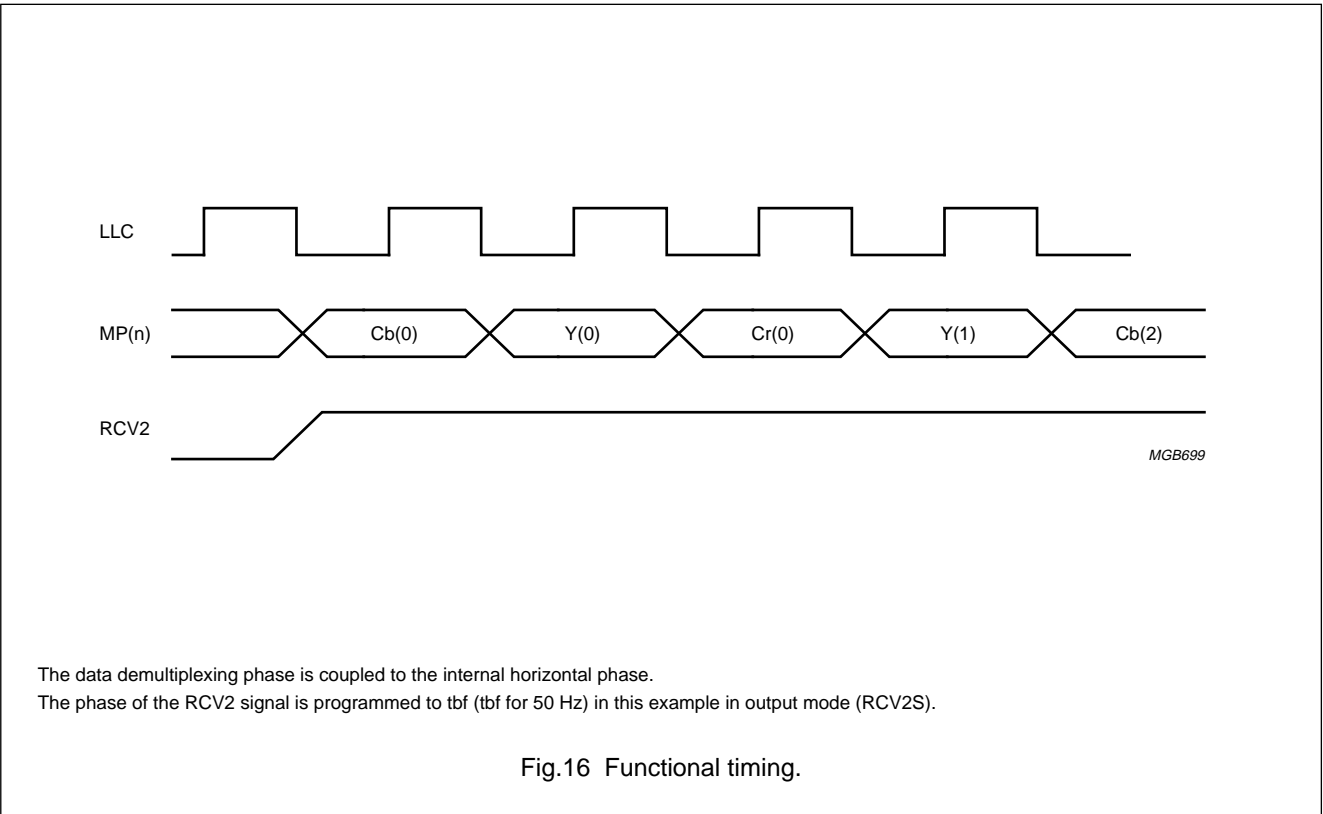 LLC
MP(n)
Cb(0) Y(0) Cr(0) Y(1) Cb(2)
RCV2
MGB699
The data demultiplexing phase is coupled to the internal horizontal phase.
The phase of the RCV2 signal is programmed to tbf (tbf for 50 Hz) in this example in output mode (RCV2S).
Fig.16 Functional timing.